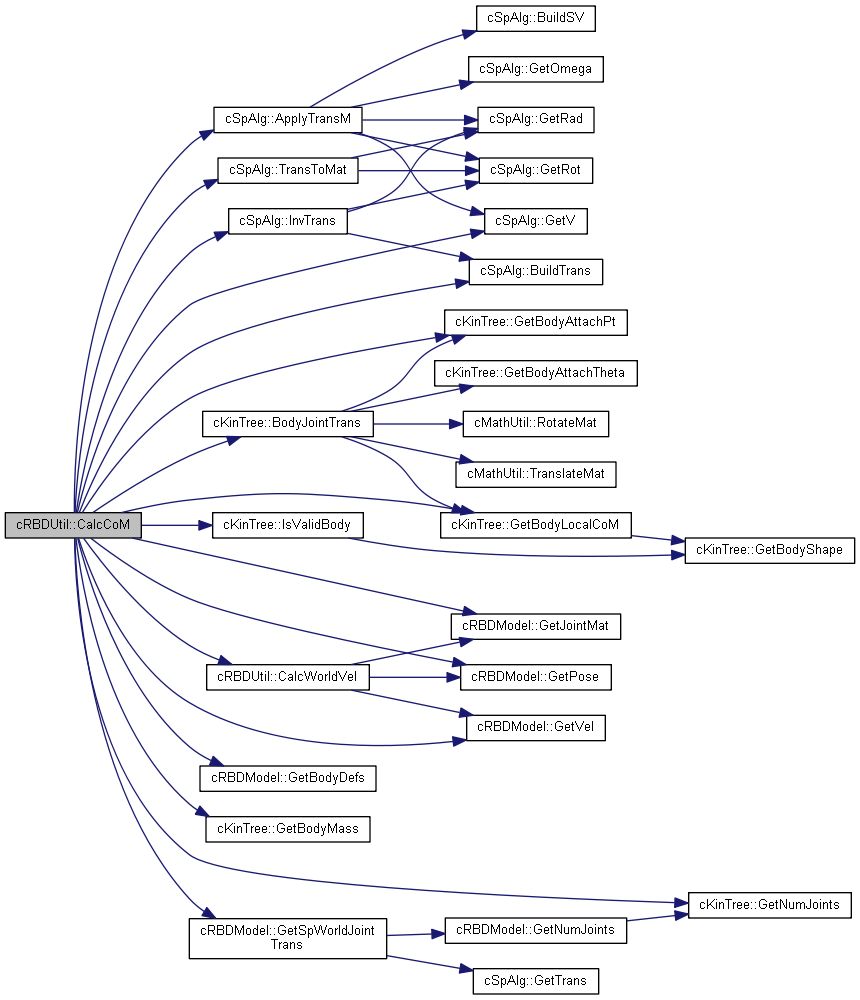 cSpAlg::BuildSV
cSpAlg::GetOmega
cSpAlg::ApplyTransM
cSpAlg::GetRad
cSpAlg::TransToMat
cSpAlg::GetRot
cSpAlg::InvTrans
cSpAlg::GetV
cSpAlg::BuildTrans
cKinTree::GetBodyAttachPt
cKinTree::GetBodyAttachTheta
cKinTree::BodyJointTrans
cMathUtil::RotateMat
cMathUtil::TranslateMat
cRBDUtil::CalcCoM
cKinTree::IsValidBody
cKinTree::GetBodyLocalCoM
cKinTree::GetBodyShape
cRBDModel::GetJointMat
cRBDUtil::CalcWorldVel
cRBDModel::GetPose
cRBDModel::GetVel
cRBDModel::GetBodyDefs
cKinTree::GetBodyMass
cKinTree::GetNumJoints
cRBDModel::GetSpWorldJoint
Trans
cRBDModel::GetNumJoints
cSpAlg::GetTrans